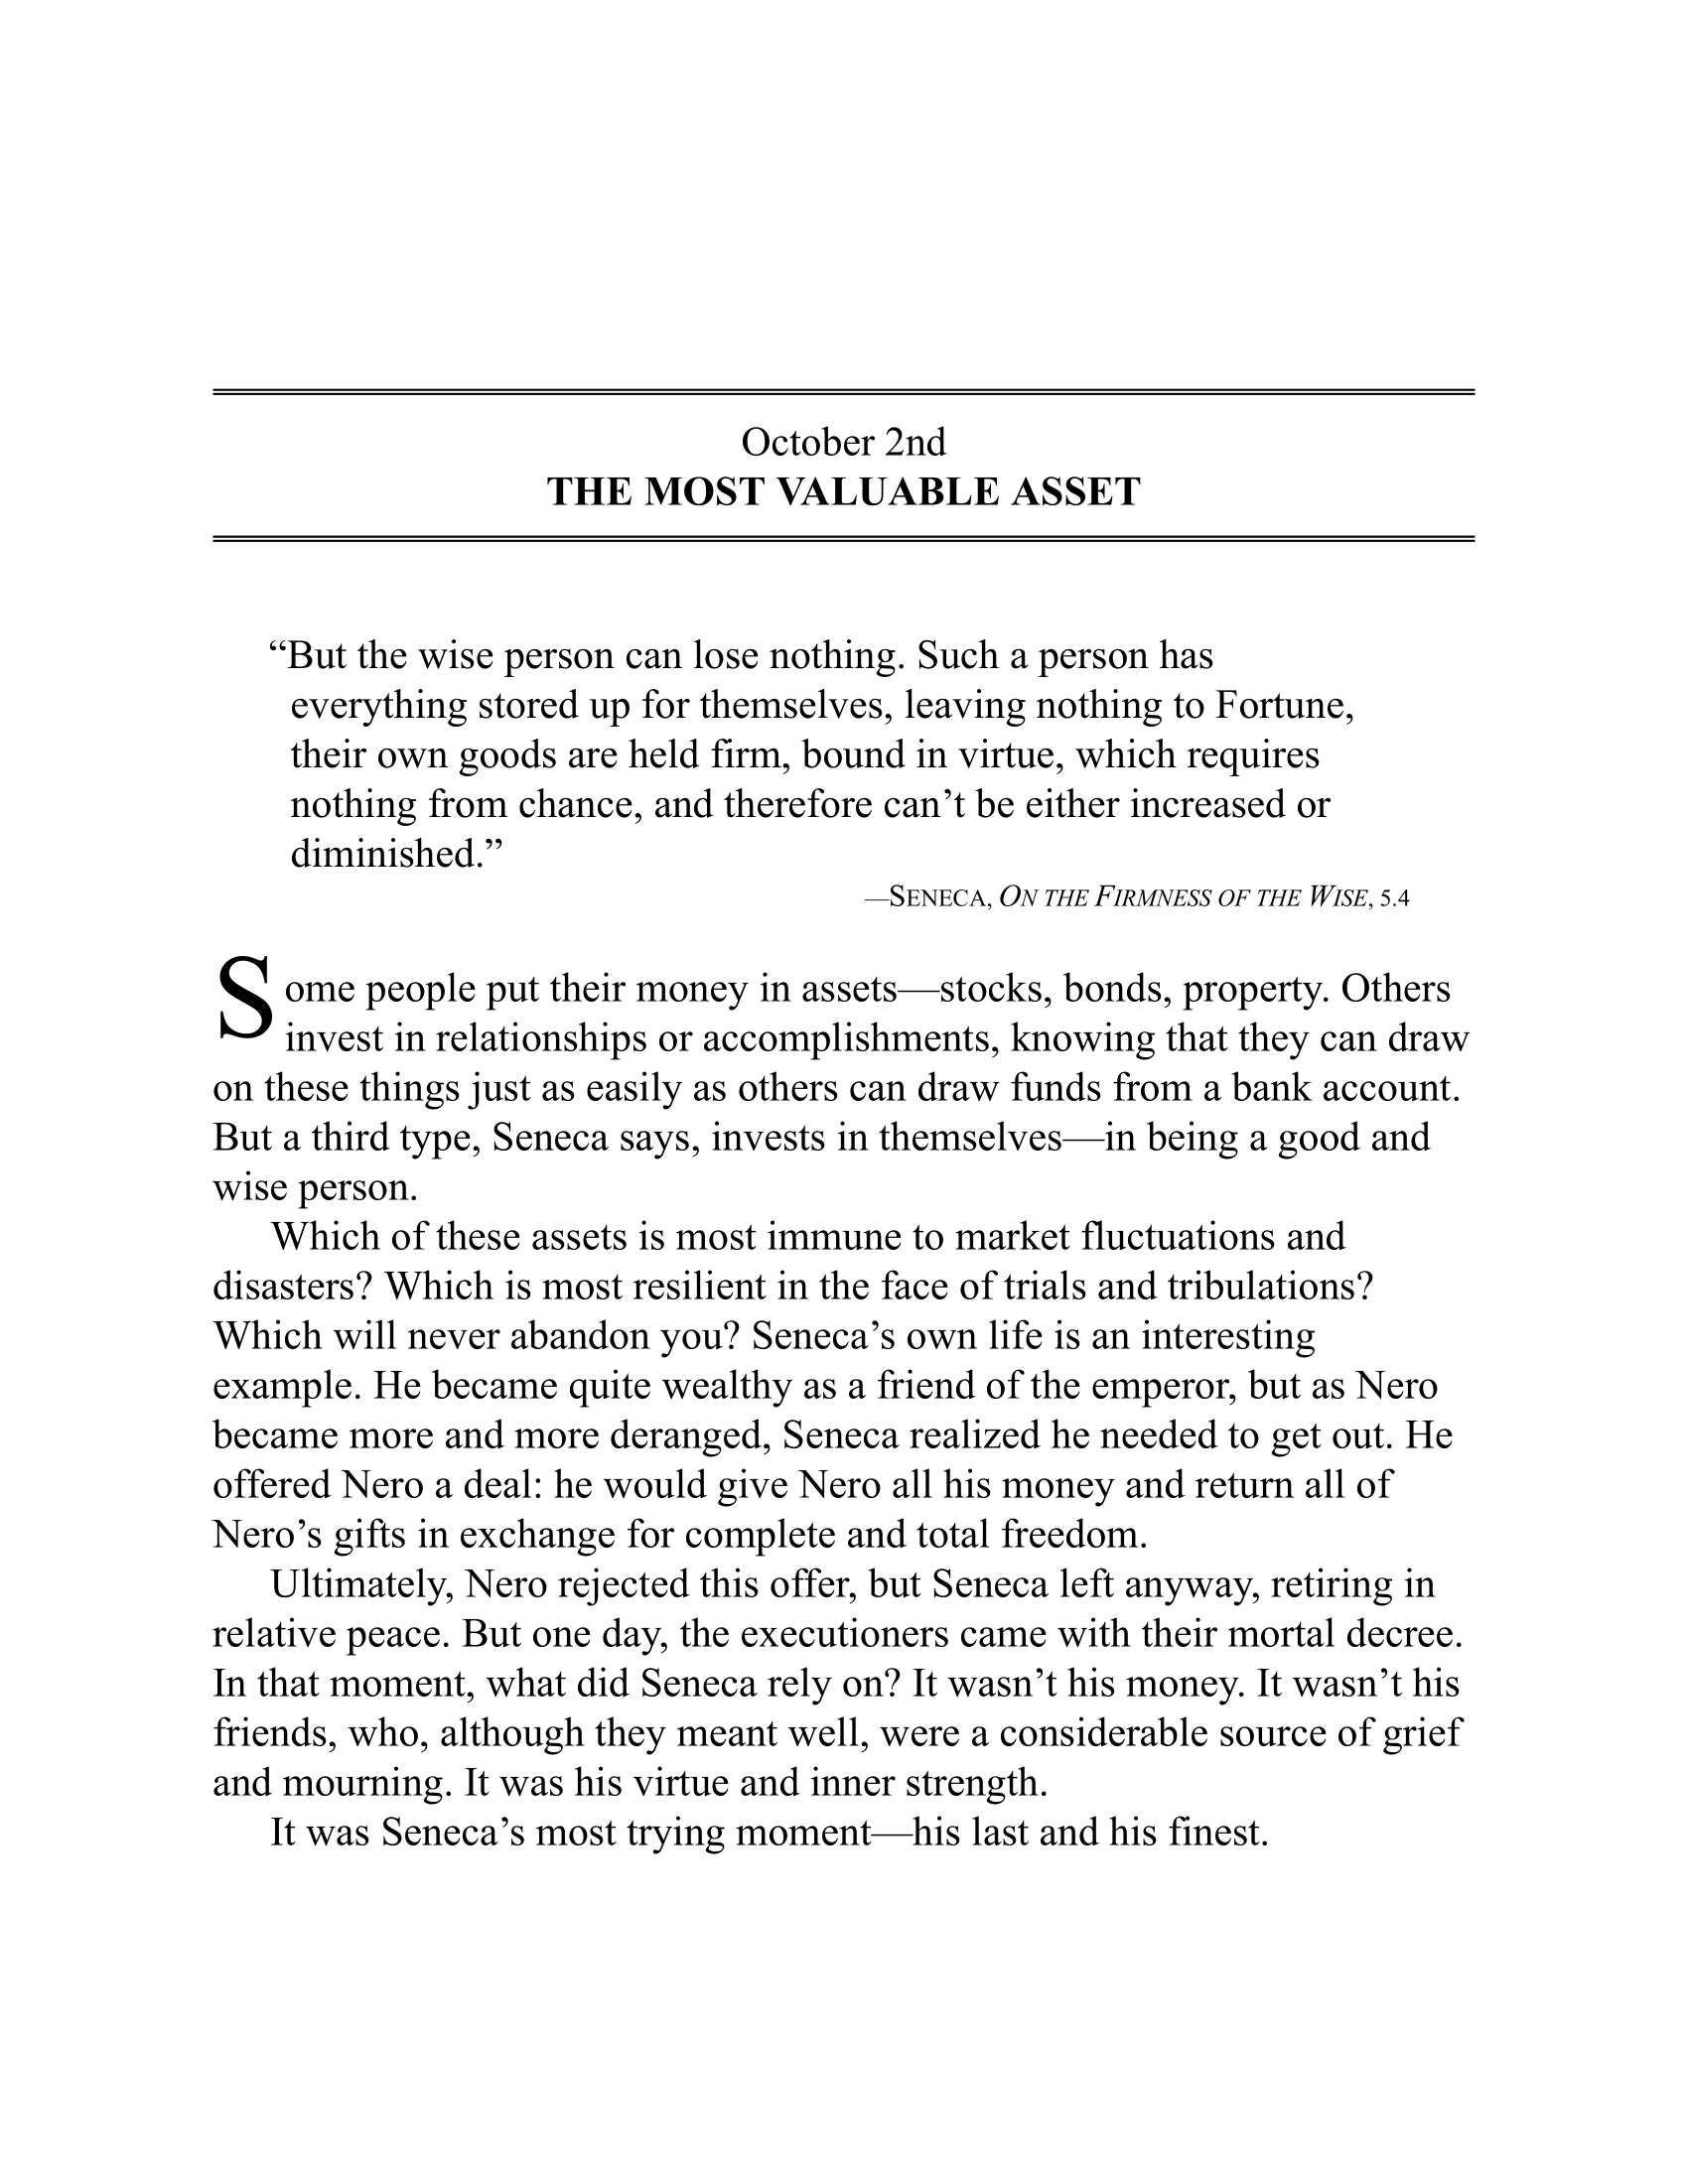 October 2nd
THE MOST VALUABLE ASSET
“But the wise person can lose nothing. Such a person has
everything stored up for themselves, leaving nothing to Fortune,
their own goods are held firm, bound in virtue, which requires
nothing from chance, and therefore can’t be either increased or
diminished.”
—SENECA, ON THE FIRMNESS OF THE WISE, 5.4
Some people put their money in assets—stocks, bonds, property. Others
invest in relationships or accomplishments, knowing that they can draw
on these things just as easily as others can draw funds from a bank account.
But a third type, Seneca says, invests in themselves—in being a good and
wise person.
Which of these assets is most immune to market fluctuations and
disasters? Which is most resilient in the face of trials and tribulations?
Which will never abandon you? Seneca’s own life is an interesting
example. He became quite wealthy as a friend of the emperor, but as Nero
became more and more deranged, Seneca realized he needed to get out. He
offered Nero a deal: he would give Nero all his money and return all of
Nero’s gifts in exchange for complete and total freedom.
Ultimately, Nero rejected this offer, but Seneca left anyway, retiring in
relative peace. But one day, the executioners came with their mortal decree.
In that moment, what did Seneca rely on? It wasn’t his money. It wasn’t his
friends, who, although they meant well, were a considerable source of grief
and mourning. It was his virtue and inner strength.
It was Seneca’s most trying moment—his last and his finest.